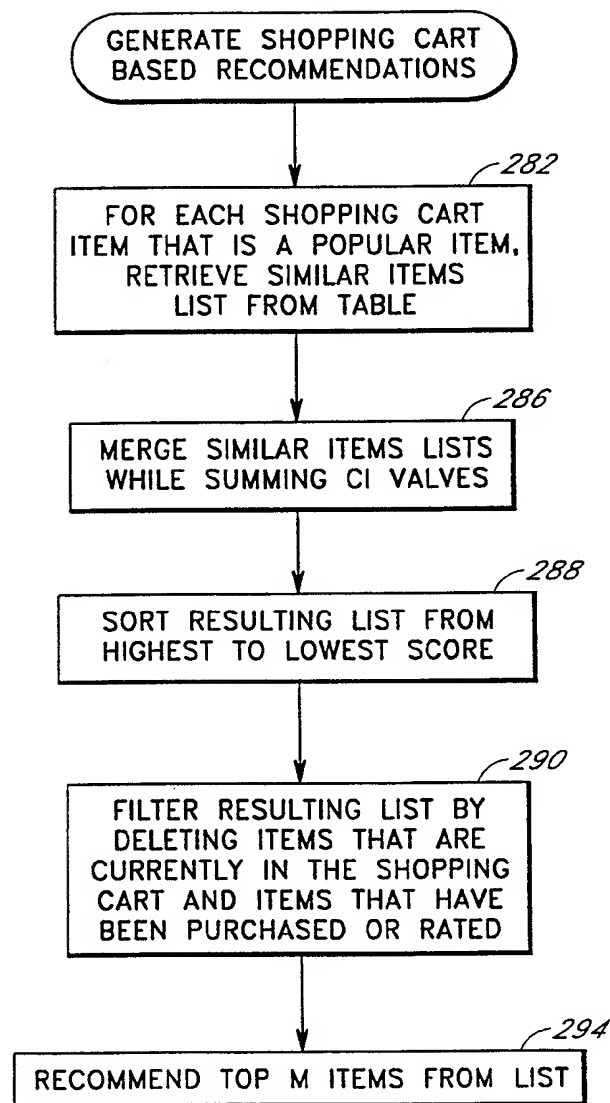 GENERATE SHOPPING CART
BASED RECOMMENDATIONS
282
FOR EACH SHOPPING CART
ITEM THAT IS A POPULAR ITEM,
RETRIEVE SIMILAR ITEMS
LIST FROM TABLE
286
MERGE SIMILAR ITEMS LISTS
WHILE SUMMING CI VALVES
288
SORT RESULTING LIST FROM
HIGHEST TO LOWEST SCORE
290
FILTER RESULTING LIST BY
DELETING ITEMS THAT ARE
CURRENTLY IN THE SHOPPING
CART AND ITEMS THAT HAVE
BEEN PURCHASED OR RATED
294
RECOMMEND TOP M ITEMS FROM LIST